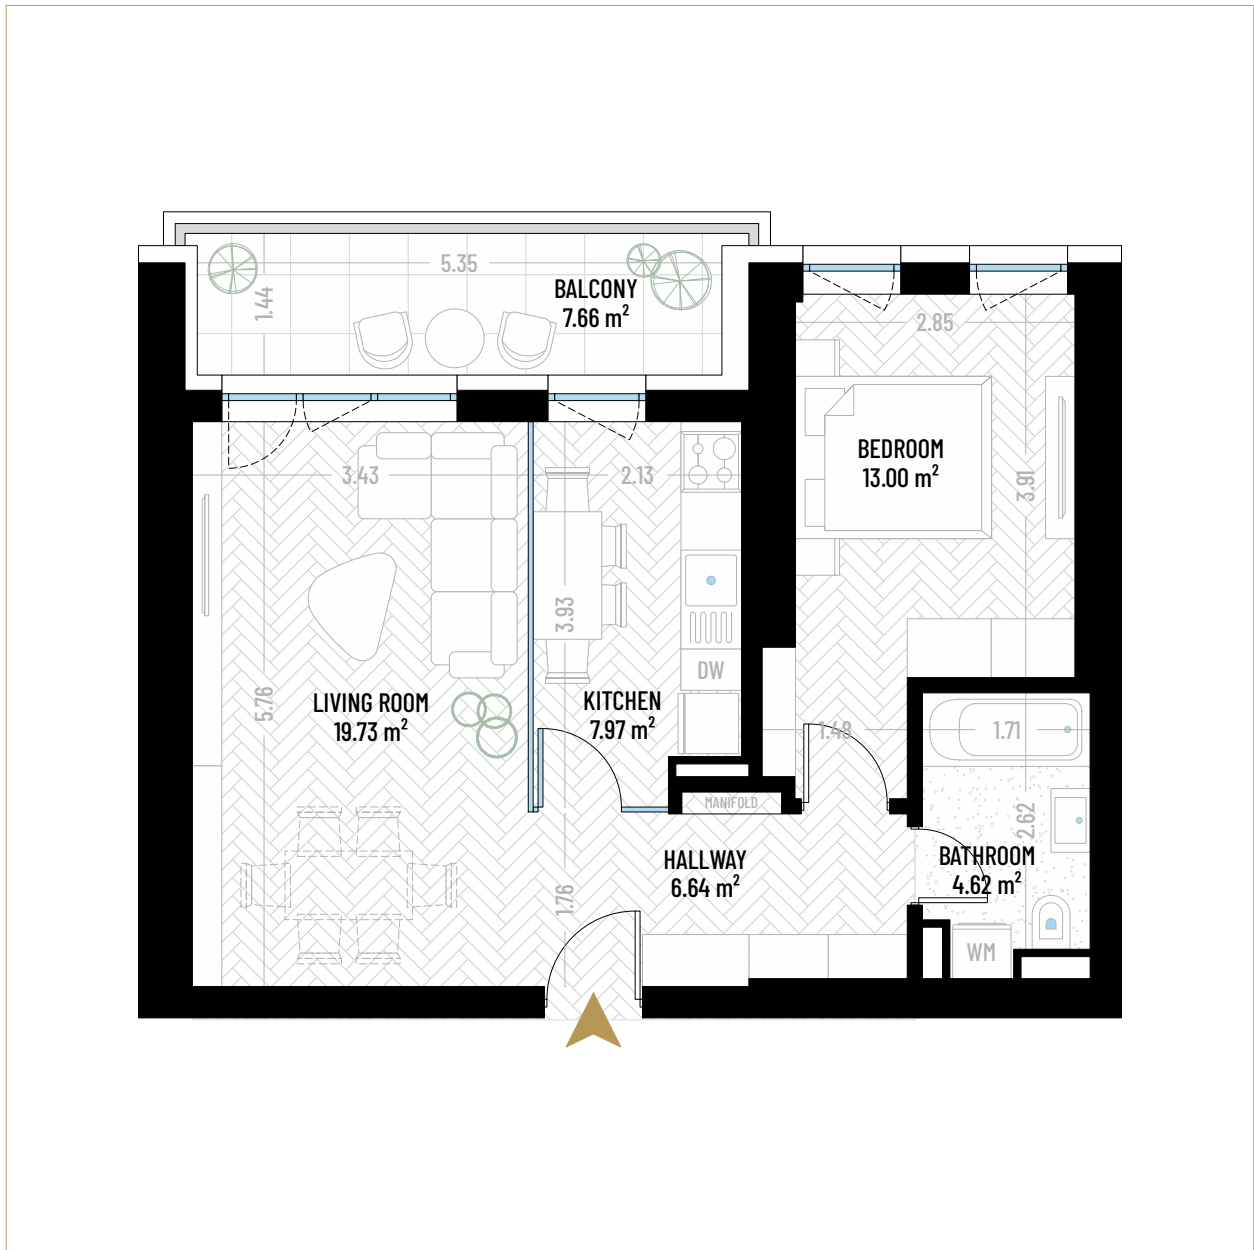 5.35
1.44
BALCONY
7.66 m²
2.85
3.43
2.13
BEDROOM
13.00 m²
3.91
3.93
DW
5.76
LIVING ROOM
19.73 m²
KITCHEN
7.97 m²
1.48
1.71
MANIFOLD
2.62
HALLWAY
6.64 m²
BATHROOM
4.62 m²
1.76
WM